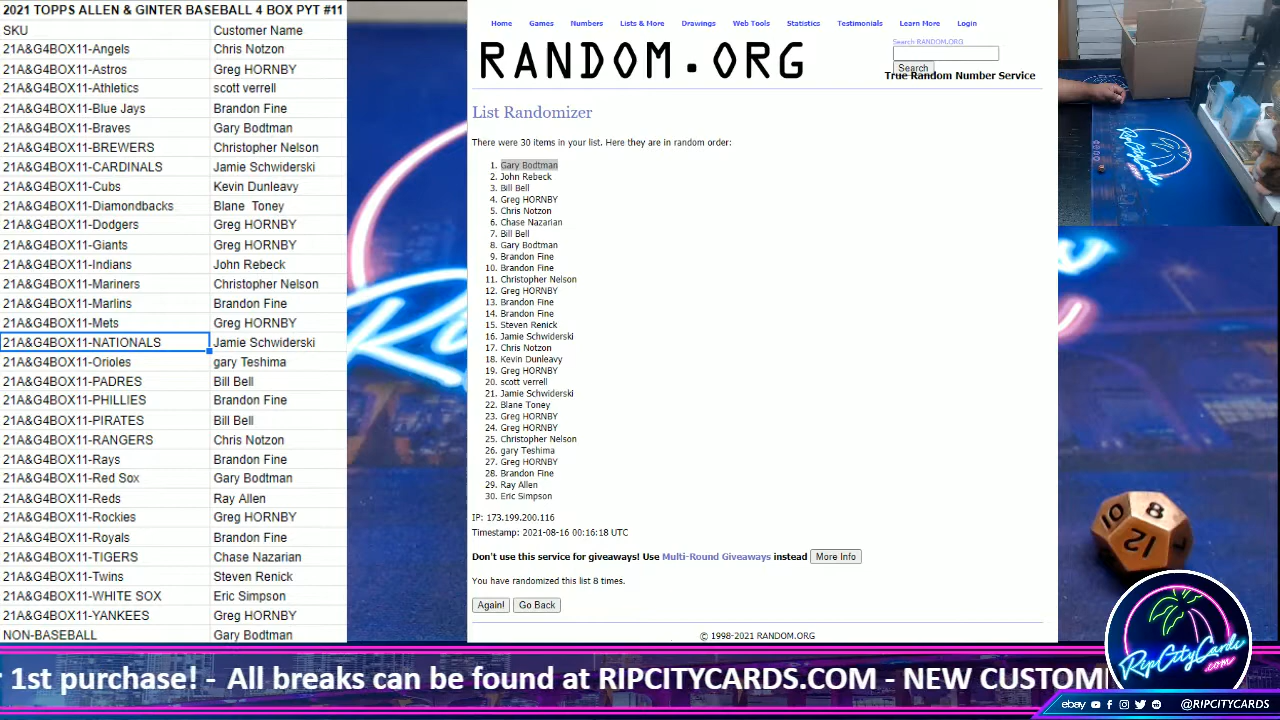 2021 TOPPS ALLEN & GINTER BASEBALL 4 BOX PYT #11
SKU Customer Name
21A&G4BOX11-Angels Chris Notzon
21A&G4BOX11-Astros Greg HORNBY
21A&G4BOX11-Athletics scott verrell
21A&G4BOX11-Blue Jays Brandon Fine
21A&G4BOX11-Braves Gary Bodtman
21A&G4BOX11-BREWERS Christopher Nelson
21A&G4BOX11-CARDINALS Jamie Schwiderski
21A&G4BOX11-Cubs Kevin Dunleavy
21A&G4BOX11-Diamondbacks Blane Toney
21A&G4BOX11-Dodgers Greg HORNBY
21A&G4BOX11-Giants Greg HORNBY
21A&G4BOX11-Indians John Rebeck
21A&G4BOX11-Mariners Christopher Nelson
21A&G4BOX11-Marlins Brandon Fine
21A&G4BOX11-Mets Greg HORNBY
21A&G4BOX11-NATIONALS Jamie Schwiderski
21A&G4BOX11-Orioles gary Teshima
21A&G4BOX11-PADRES Bill Bell
21A&G4BOX11-PHILLIES Brandon Fine
21A&G4BOX11-PIRATES Bill Bell
21A&G4BOX11-RANGERS Chris Notzon
21A&G4BOX11-Rays Brandon Fine
21A&G4BOX11-Red Sox Gary Bodtman
21A&G4BOX11-Reds Ray Allen
21A&G4BOX11-Rockies Greg HORNBY
21A&G4BOX11-Royals Brandon Fine
21A&G4BOX11-TIGERS Chase Nazarian
21A&G4BOX11-Twins Steven Renick
21A&G4BOX11-WHITE SOX Eric Simpson
21A&G4BOX11-YANKEES Greg HORNBY
NON-BASEBALL Gary Bodtman
Home Games Numbers Lists & More Drawings Web Tools Statistics Testimonials Learn More Login
RANDOM.ORG
Search RANDOM.ORG
Search
True Random Number Service
List Randomizer
There were 30 items in your list. Here they are in random order:
1. Gary Bodtman
2. John Rebeck
3. Bill Bell
4. Greg HORNBY
5. Chris Notzon
6. Chase Nazarian
7. Bill Bell
8. Gary Bodtman
9. Brandon Fine
10. Brandon Fine
11. Christopher Nelson
12. Greg HORNBY
13. Brandon Fine
14. Brandon Fine
15. Steven Renick
16. Jamie Schwiderski
17. Chris Notzon
18. Kevin Dunleavy
19. Greg HORNBY
20. scott verrell
21. Jamie Schwiderski
22. Blane Toney
23. Greg HORNBY
24. Greg HORNBY
25. Christopher Nelson
26. gary Teshima
27. Greg HORNBY
28. Brandon Fine
29. Ray Allen
30. Eric Simpson
IP: 173.199.200.116
Timestamp: 2021-08-16 00:16:18 UTC
Don't use this service for giveaways! Use Multi-Round Giveaways instead More Info
You have randomized this list 8 times.
Again! Go Back
© 1998-2021 RANDOM.ORG
10 8
12
RipCityCards
.com
1st purchase! - All breaks can be found at RIPCITYCARDS.COM - NEW CUSTOM
ebay @RIPCITYCARDS